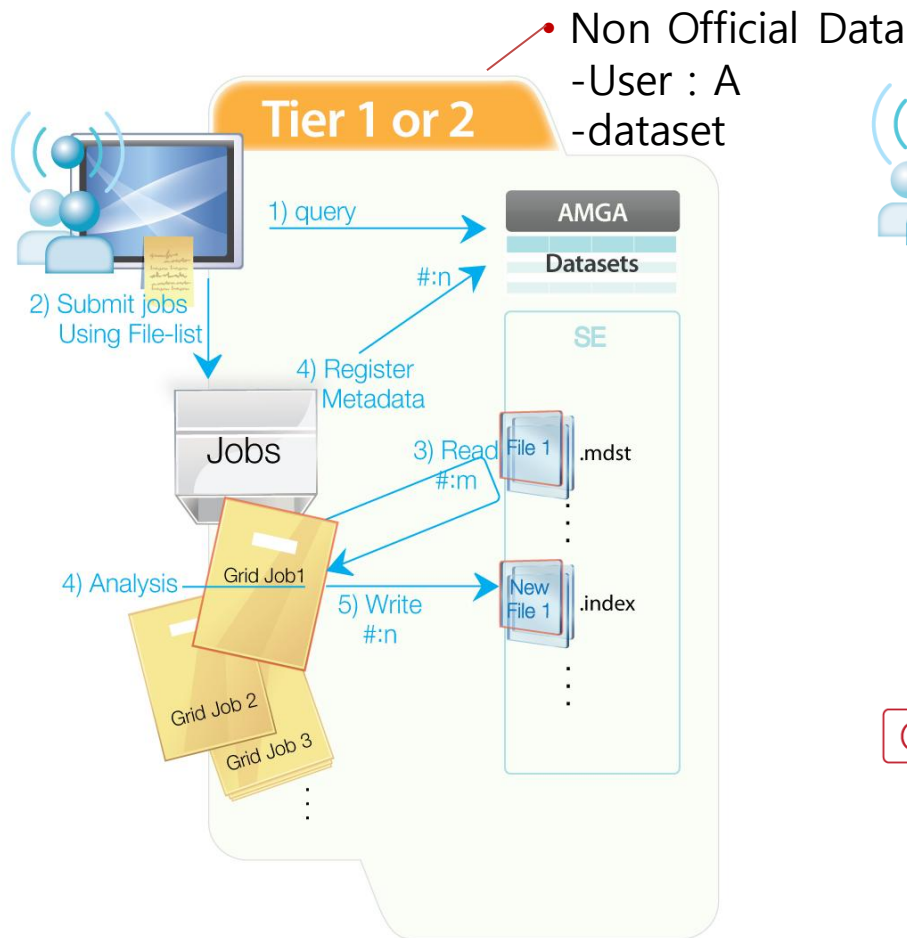 • Non Official Data
-User : A
-dataset
Tier 1 or 2
1) query
AMGA
Datasets
#:n
2) Submit jobs
Using File-list
4) Register
Metadata
SE
Jobs
3) Read
#:m
File 1
.mdst
4) Analysis
Grid Job1
5) Write
#:n
New
File 1
.index
Grid Job 2
Grid Job 3